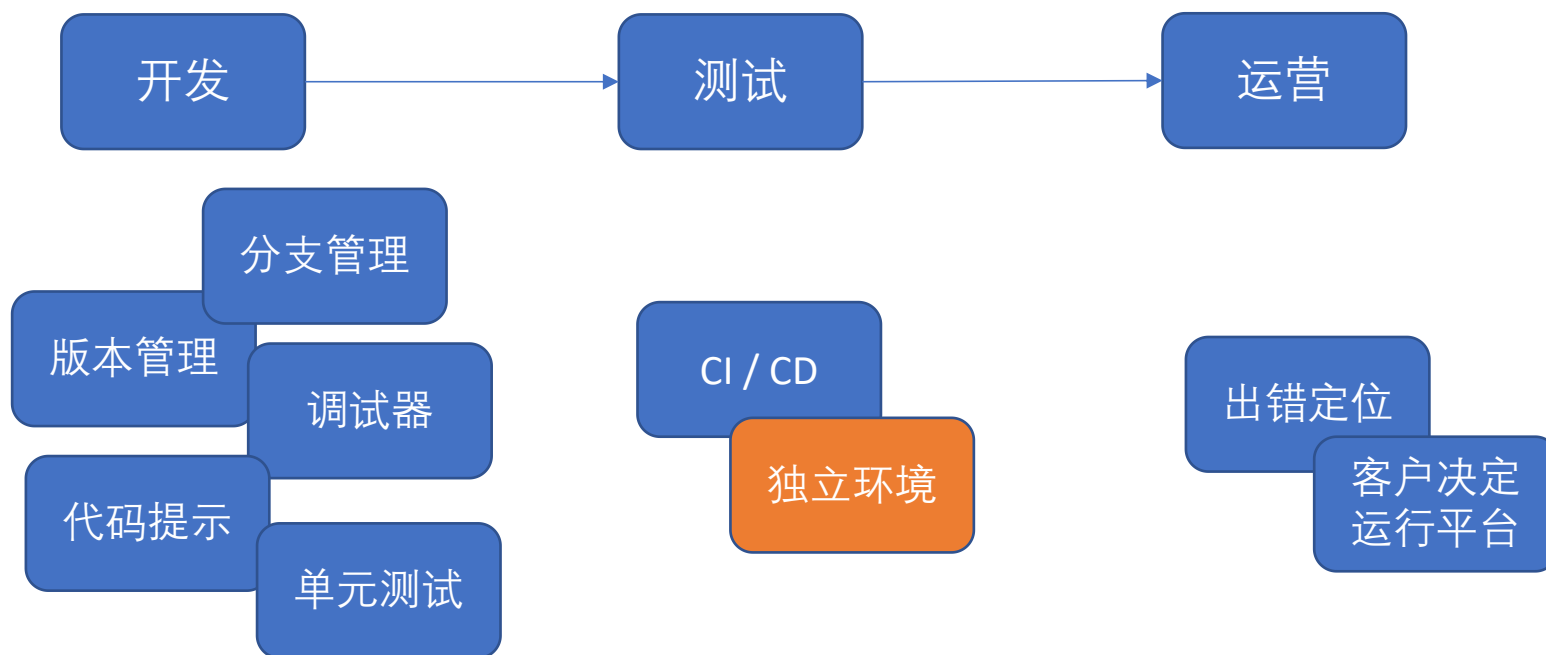 开发
测试
运营
分支管理
版本管理
调试器
代码提示
单元测试
CI / CD
独立环境
出错定位
客户决定
运行平台